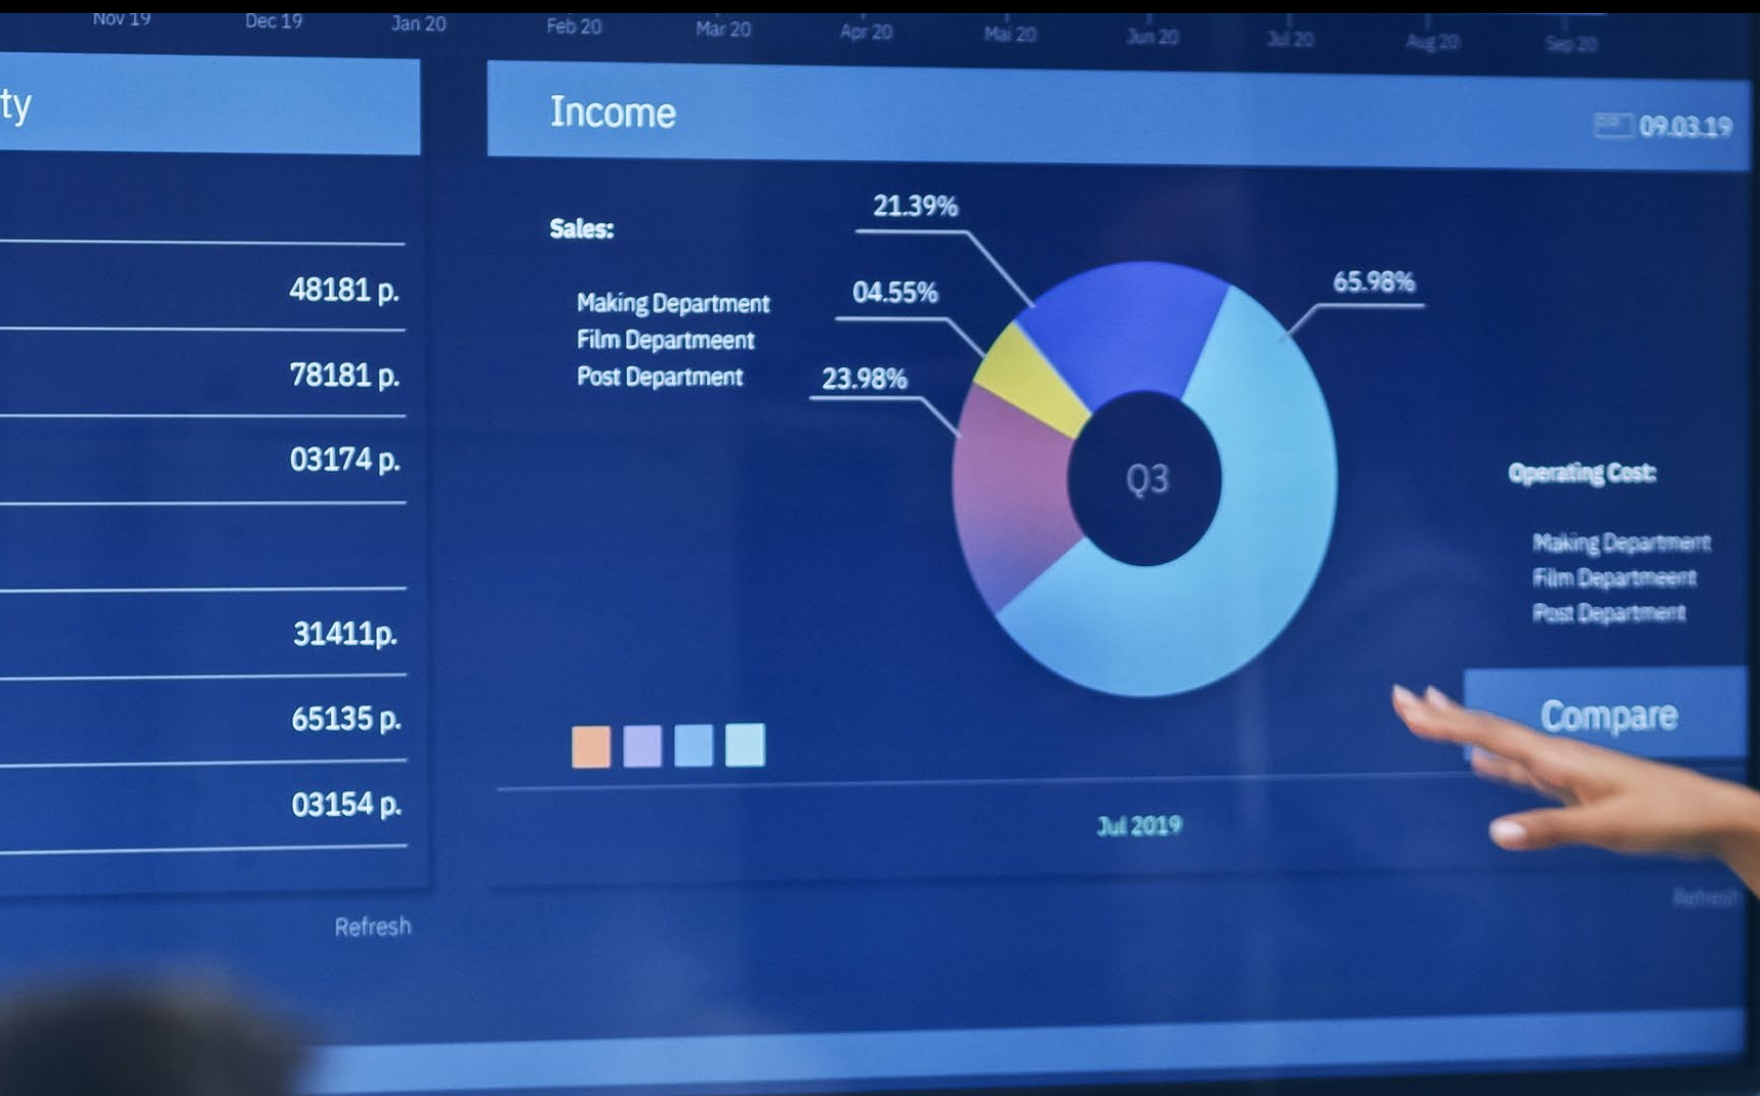 Nov 19 Dec 19 Jan 20 Feb 20 Mar 20 Apr 20 Mai 20 Jun 20 Jul 20 Aug 20 Sep 20
ty
48181 p.
78181 p.
03174 p.
31411p.
65135 p.
03154 p.
Refresh
Income
09.03.19
Sales:
Making Department
Film Departmeent
Post Department
21.39%
04.55%
23.98%
65.98%
Q3
Operating Cost:
Making Department
Film Departmeent
Post Department
Compare
Jul 2019
Refresh